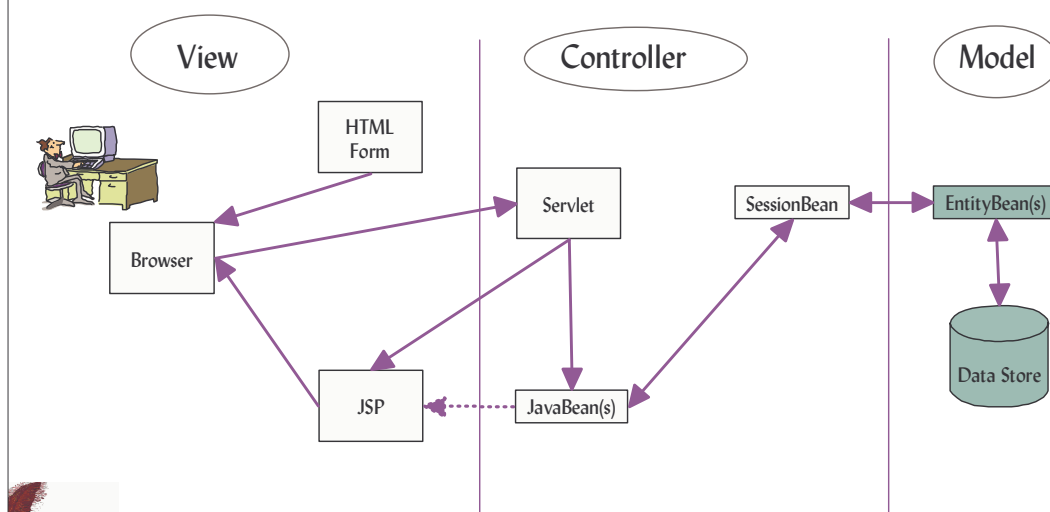 View
Controller
Model
HTML
Form
Servlet
SessionBean
EntityBean(s)
Browser
Data Store
JSP
JavaBean(s)